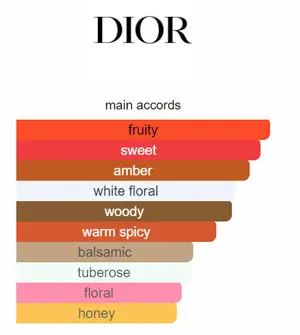 DIOR
main accords
fruity
sweet
amber
white floral
woody
warm spicy
balsamic
tuberose
floral
honey